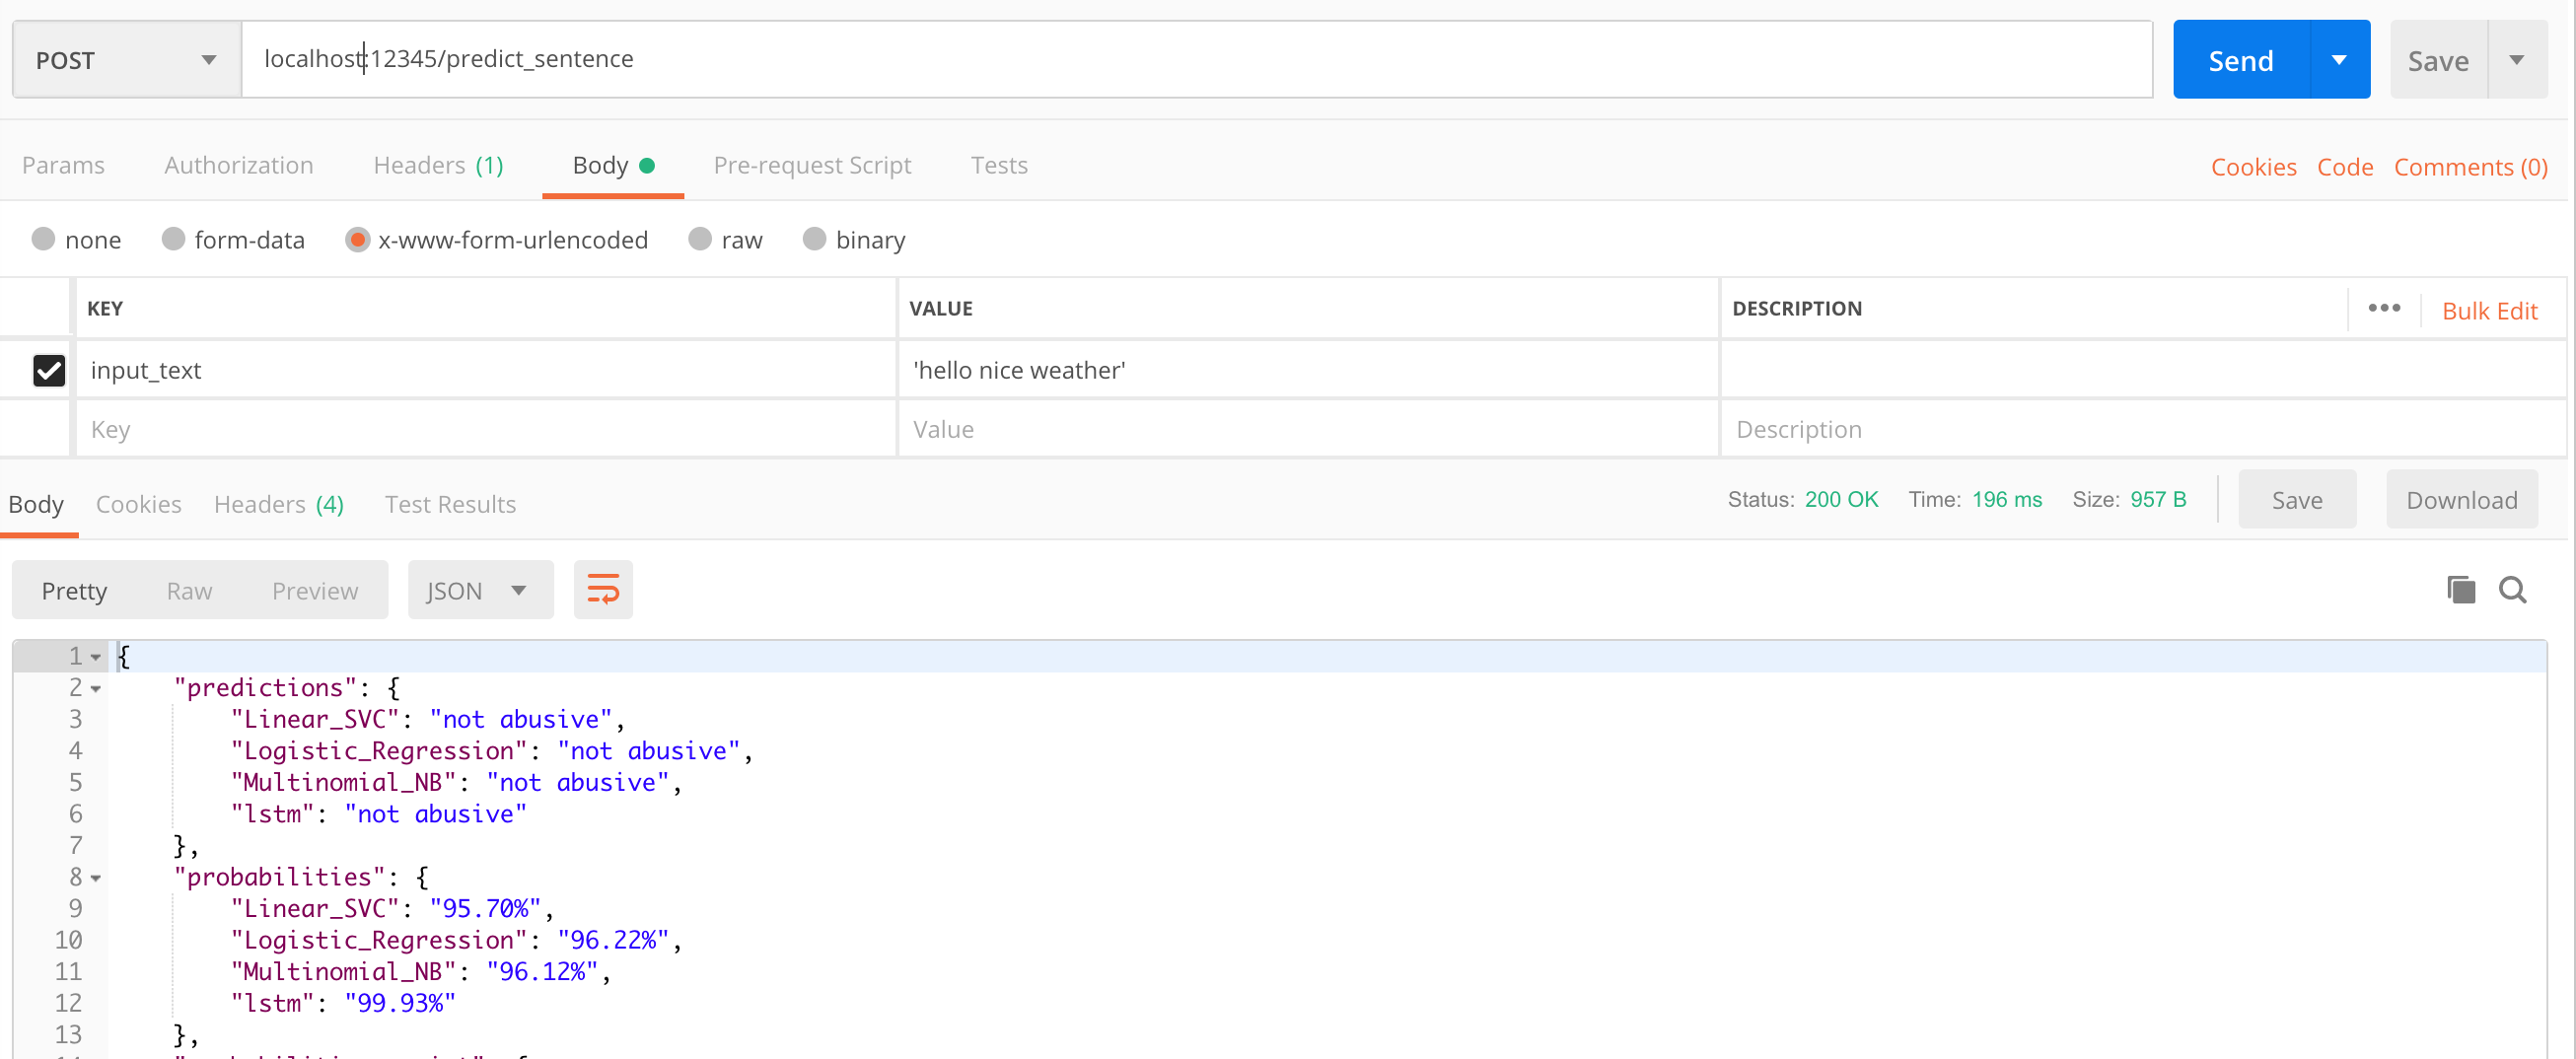 POST localhost:12345/predict_sentence Send Save
Params Authorization Headers (1) Body Pre-request Script Tests Cookies Code Comments (0)
none form-data x-www-form-urlencoded raw binary
KEY VALUE DESCRIPTION ••• Bulk Edit
input_text 'hello nice weather'
Key Value Description
Body Cookies Headers (4) Test Results Status: 200 OK Time: 196 ms Size: 957 B Save Download
Pretty Raw Preview JSON
1 {
2 "predictions": {
3 "Linear_SVC": "not abusive",
4 "Logistic_Regression": "not abusive",
5 "Multinomial_NB": "not abusive",
6 "lstm": "not abusive"
7 },
8 "probabilities": {
9 "Linear_SVC": "95.70%",
10 "Logistic_Regression": "96.22%",
11 "Multinomial_NB": "96.12%",
12 "lstm": "99.93%"
13 },